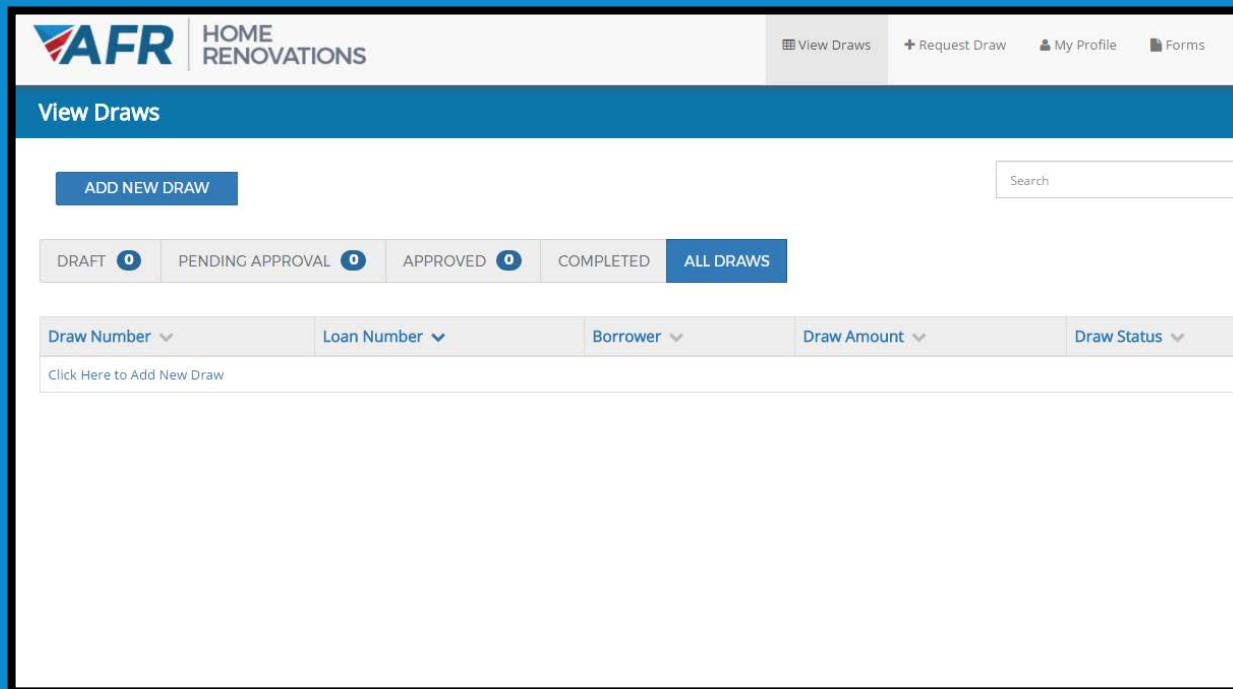 AFR HOME RENOVATIONS
View Draws Request Draw My Profile Forms
View Draws
ADD NEW DRAW Search
DRAFT 0 PENDING APPROVAL 0 APPROVED 0 COMPLETED ALL DRAWS
Draw Number Loan Number Borrower Draw Amount Draw Status
Click Here to Add New Draw